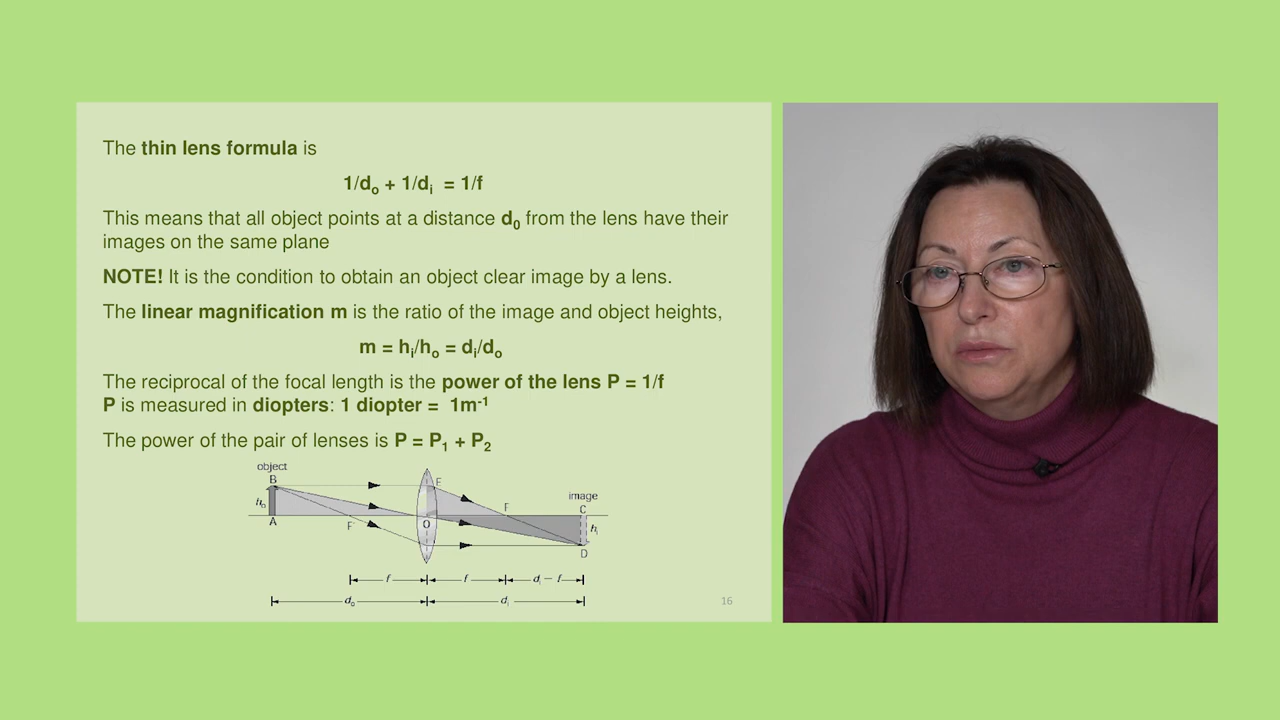 The thin lens formula is
1/dₒ + 1/dᵢ = 1/f
This means that all object points at a distance d₀ from the lens have their
images on the same plane
NOTE! It is the condition to obtain an object clear image by a lens.
The linear magnification m is the ratio of the image and object heights,
m = hᵢ/hₒ = dᵢ/dₒ
The reciprocal of the focal length is the power of the lens P = 1/f
P is measured in diopters: 1 diopter = 1m⁻¹
The power of the pair of lenses is P = P₁ + P₂
object
B
E
image
hₒ
F
C
A
F'
O
hᵢ
D
f
f
dᵢ − f
dₒ
dᵢ
16